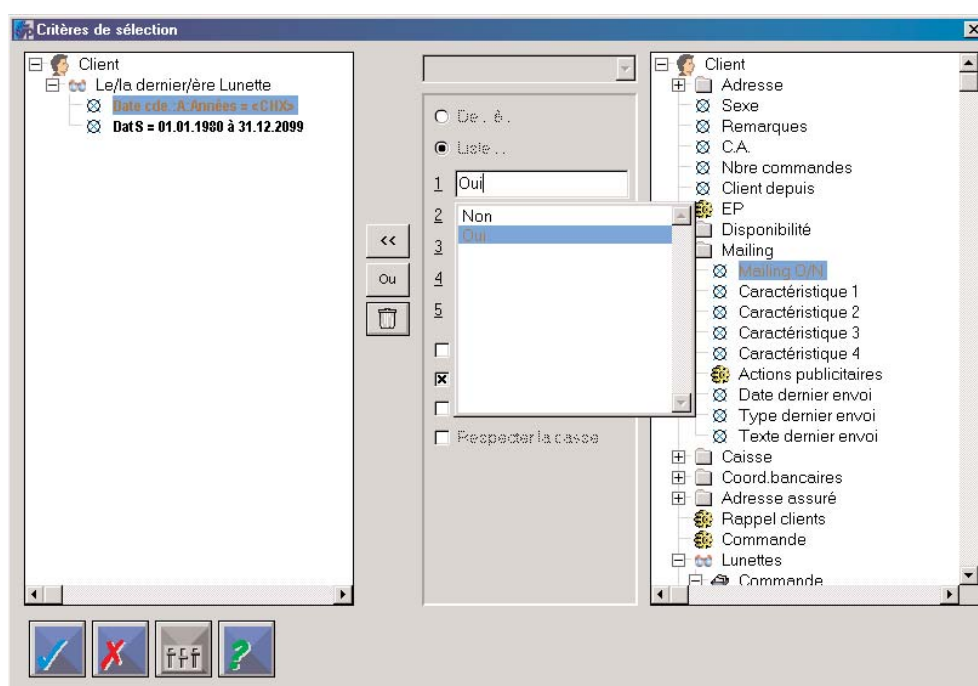 Critères de sélection
Client
Le/la dernier/ère Lunette
Date cde.:A:Années = <CHX>
DatS = 01.01.1980 à 31.12.2099
<<
Ou
De . à .
Liste . .
1 Oui
2
3
4
5
Non
Oui
Respecter la casse
Client
Adresse
Sexe
Remarques
C.A.
Nbre commandes
Client depuis
EP
Disponibilité
Mailing
Mailing O/N
Caractéristique 1
Caractéristique 2
Caractéristique 3
Caractéristique 4
Actions publicitaires
Date dernier envoi
Type dernier envoi
Texte dernier envoi
Caisse
Coord.bancaires
Adresse assuré
Rappel clients
Commande
Lunettes
Commande